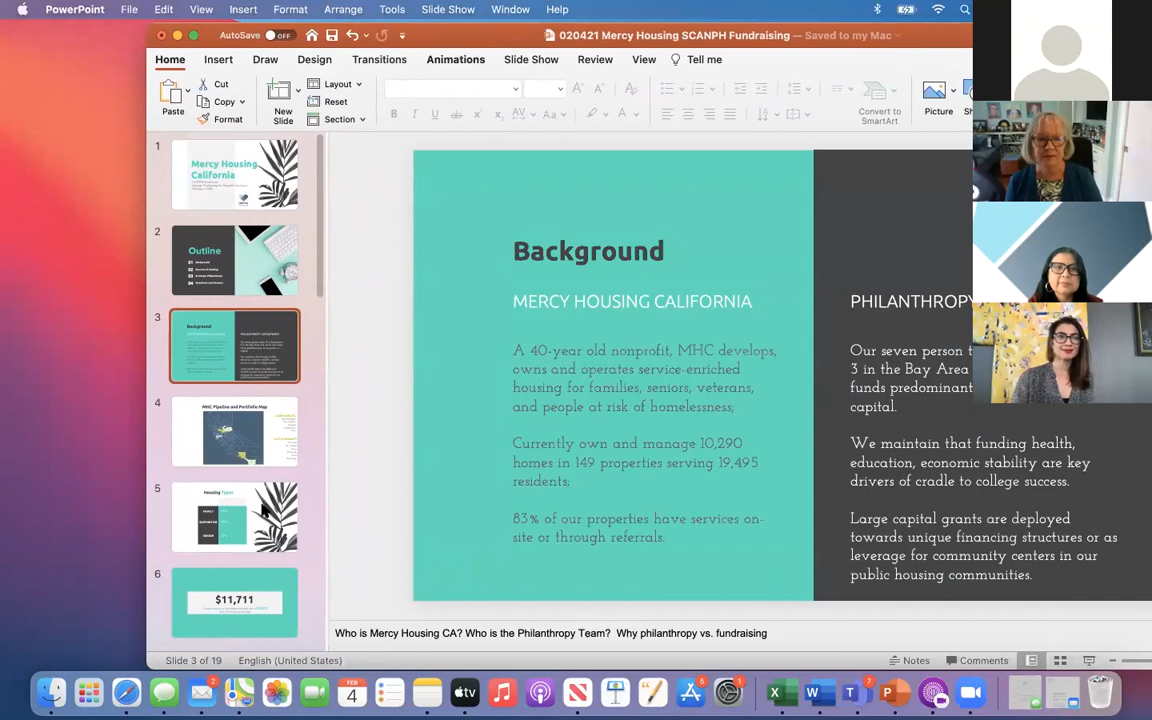 PowerPoint File Edit View Insert Format Arrange Tools Slide Show Window Help
AutoSave OFF 020421 Mercy Housing SCANPH Fundraising — Saved to my Mac
Home Insert Draw Design Transitions Animations Slide Show Review View Tell me
Paste
Cut
Copy
Format
New
Slide
Layout
Reset
Section
Convert to
SmartArt
Picture
1
Mercy Housing
California
2
Outline
3
Background
4
MHC Pipeline and Portfolio Map
5
Housing Types
6
$11,711
Background
MERCY HOUSING CALIFORNIA
A 40-year old nonprofit, MHC develops,
owns and operates service-enriched
housing for families, seniors, veterans,
and people at risk of homelessness;
Currently own and manage 10,290
homes in 149 properties serving 19,495
residents;
83% of our properties have services on-
site or through referrals.
PHILANTHROPY
Our seven person t
3 in the Bay Area
funds predominant
capital.
We maintain that funding health,
education, economic stability are key
drivers of cradle to college success.
Large capital grants are deployed
towards unique financing structures or as
leverage for community centers in our
public housing communities.
Who is Mercy Housing CA? Who is the Philanthropy Team? Why philanthropy vs. fundraising
Slide 3 of 19 English (United States) Notes Comments
FEB
4